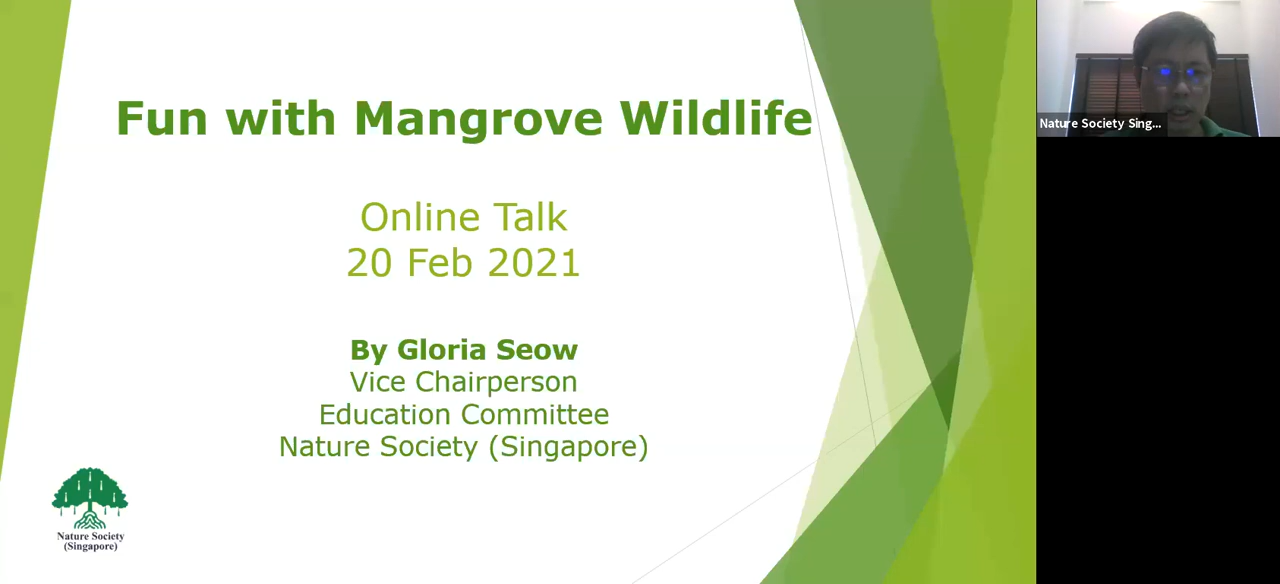 Fun with Mangrove Wildlife
Online Talk
20 Feb 2021
By Gloria Seow
Vice Chairperson
Education Committee
Nature Society (Singapore)
Nature Society
(Singapore)
Nature Society Sing...